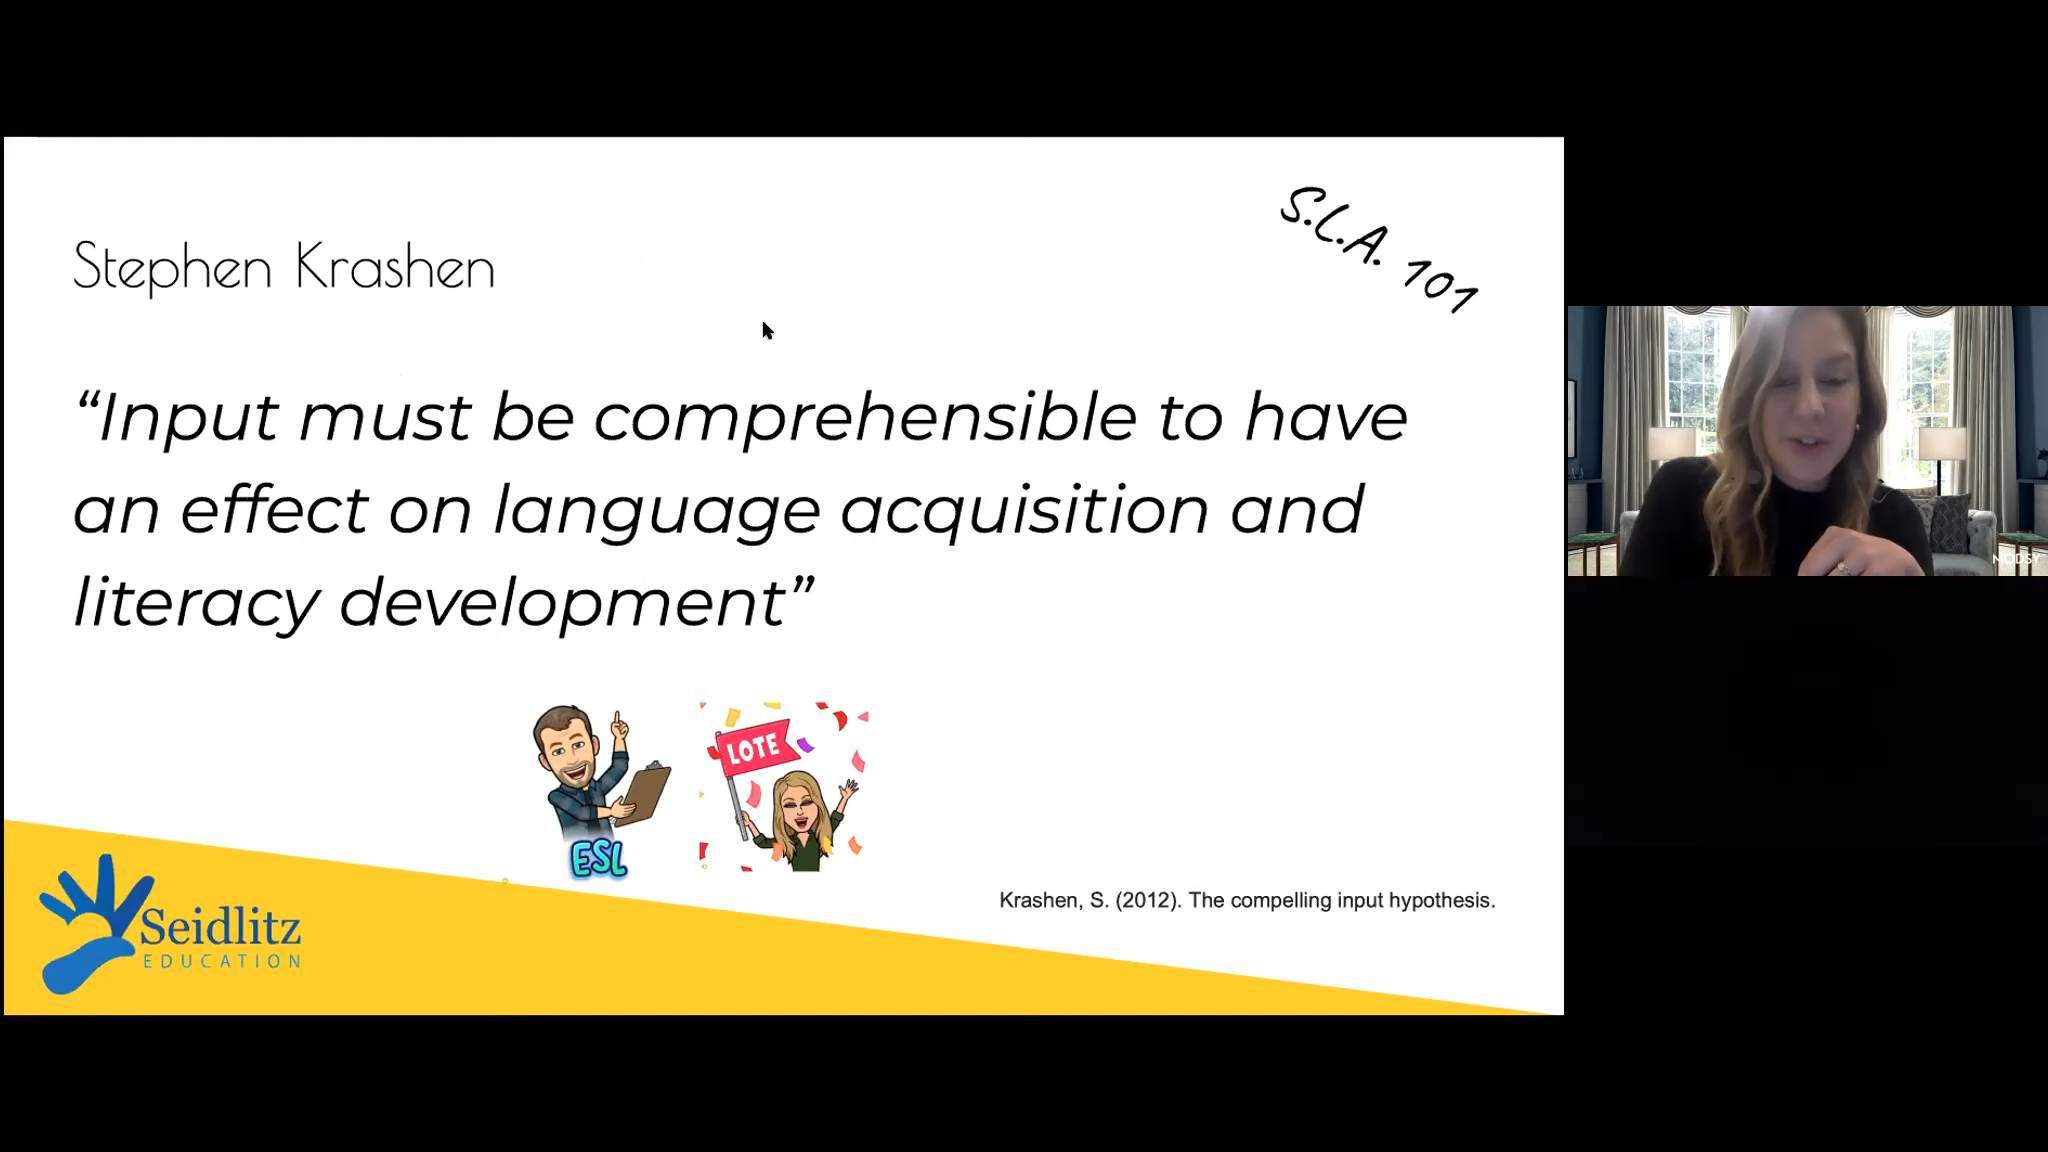 S.L.A. 101
Stephen Krashen
“Input must be comprehensible to have
an effect on language acquisition and
literacy development”
LOTE
ESL
Krashen, S. (2012). The compelling input hypothesis.
Seidlitz
EDUCATION
MODSY